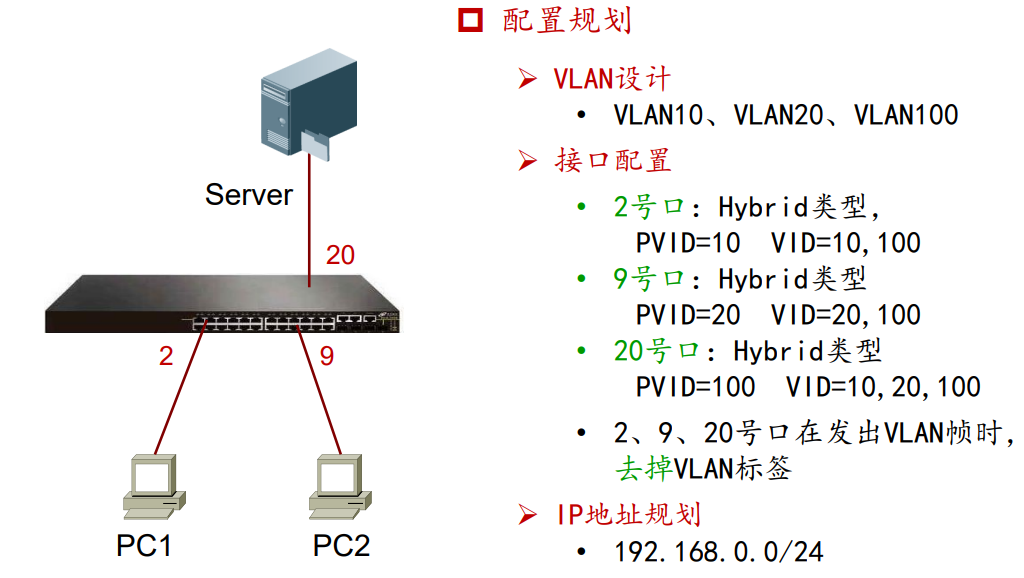 配置规划
VLAN设计
• VLAN10、VLAN20、VLAN100
接口配置
• 2号口：Hybrid类型，
PVID=10 VID=10,100
• 9号口：Hybrid类型
PVID=20 VID=20,100
• 20号口：Hybrid类型
PVID=100 VID=10,20,100
• 2、9、20号口在发出VLAN帧时，
去掉VLAN标签
IP地址规划
• 192.168.0.0/24
Server
20
2
9
PC1
PC2